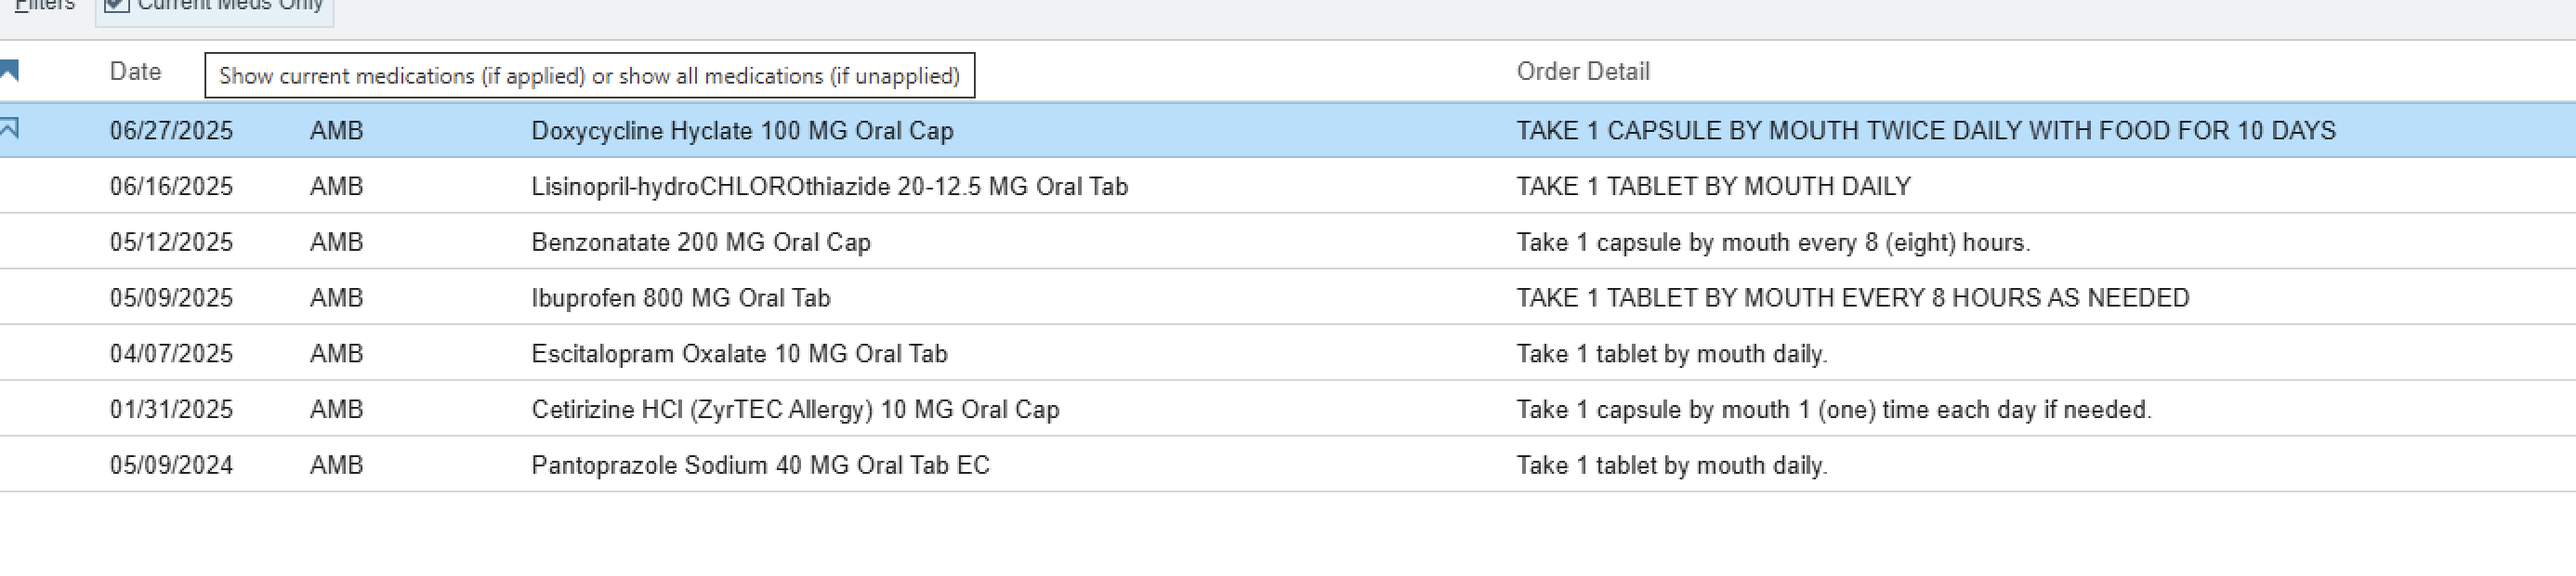 Filters Current Meds Only
Date Show current medications (if applied) or show all medications (if unapplied) Order Detail
06/27/2025 AMB Doxycycline Hyclate 100 MG Oral Cap TAKE 1 CAPSULE BY MOUTH TWICE DAILY WITH FOOD FOR 10 DAYS
06/16/2025 AMB Lisinopril-hydroCHLOROthiazide 20-12.5 MG Oral Tab TAKE 1 TABLET BY MOUTH DAILY
05/12/2025 AMB Benzonatate 200 MG Oral Cap Take 1 capsule by mouth every 8 (eight) hours.
05/09/2025 AMB Ibuprofen 800 MG Oral Tab TAKE 1 TABLET BY MOUTH EVERY 8 HOURS AS NEEDED
04/07/2025 AMB Escitalopram Oxalate 10 MG Oral Tab Take 1 tablet by mouth daily.
01/31/2025 AMB Cetirizine HCl (ZyrTEC Allergy) 10 MG Oral Cap Take 1 capsule by mouth 1 (one) time each day if needed.
05/09/2024 AMB Pantoprazole Sodium 40 MG Oral Tab EC Take 1 tablet by mouth daily.